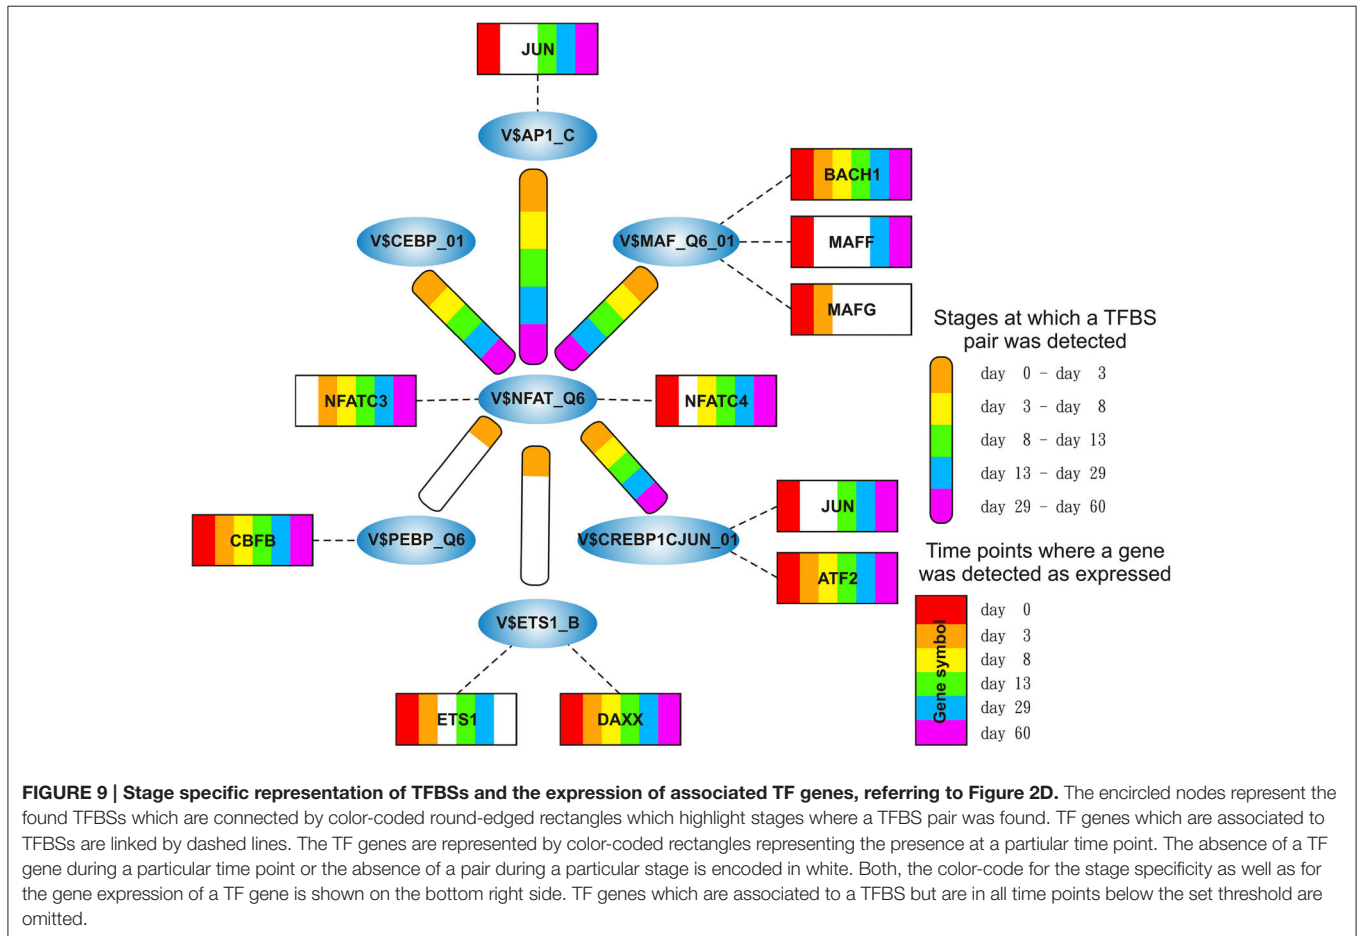 JUN
V$AP1_C
BACH1
V$CEBP_01
V$MAF_Q6_01
MAFF
MAFG
Stages at which a TFBS
pair was detected
day 0 - day 3
day 3 - day 8
day 8 - day 13
day 13 - day 29
day 29 - day 60
NFATC3
V$NFAT_Q6
NFATC4
JUN
CBFB
V$PEBP_Q6
V$CREBP1CJUN_01
ATF2
Time points where a gene
was detected as expressed
Gene symbol
day 0
day 3
day 8
day 13
day 29
day 60
V$ETS1_B
ETS1
DAXX
FIGURE 9 | Stage specific representation of TFBSs and the expression of associated TF genes, referring to Figure 2D. The encircled nodes represent the
found TFBSs which are connected by color-coded round-edged rectangles which highlight stages where a TFBS pair was found. TF genes which are associated to
TFBSs are linked by dashed lines. The TF genes are represented by color-coded rectangles representing the presence at a partiular time point. The absence of a TF
gene during a particular time point or the absence of a pair during a particular stage is encoded in white. Both, the color-code for the stage specificity as well as for
the gene expression of a TF gene is shown on the bottom right side. TF genes which are associated to a TFBS but are in all time points below the set threshold are
omitted.